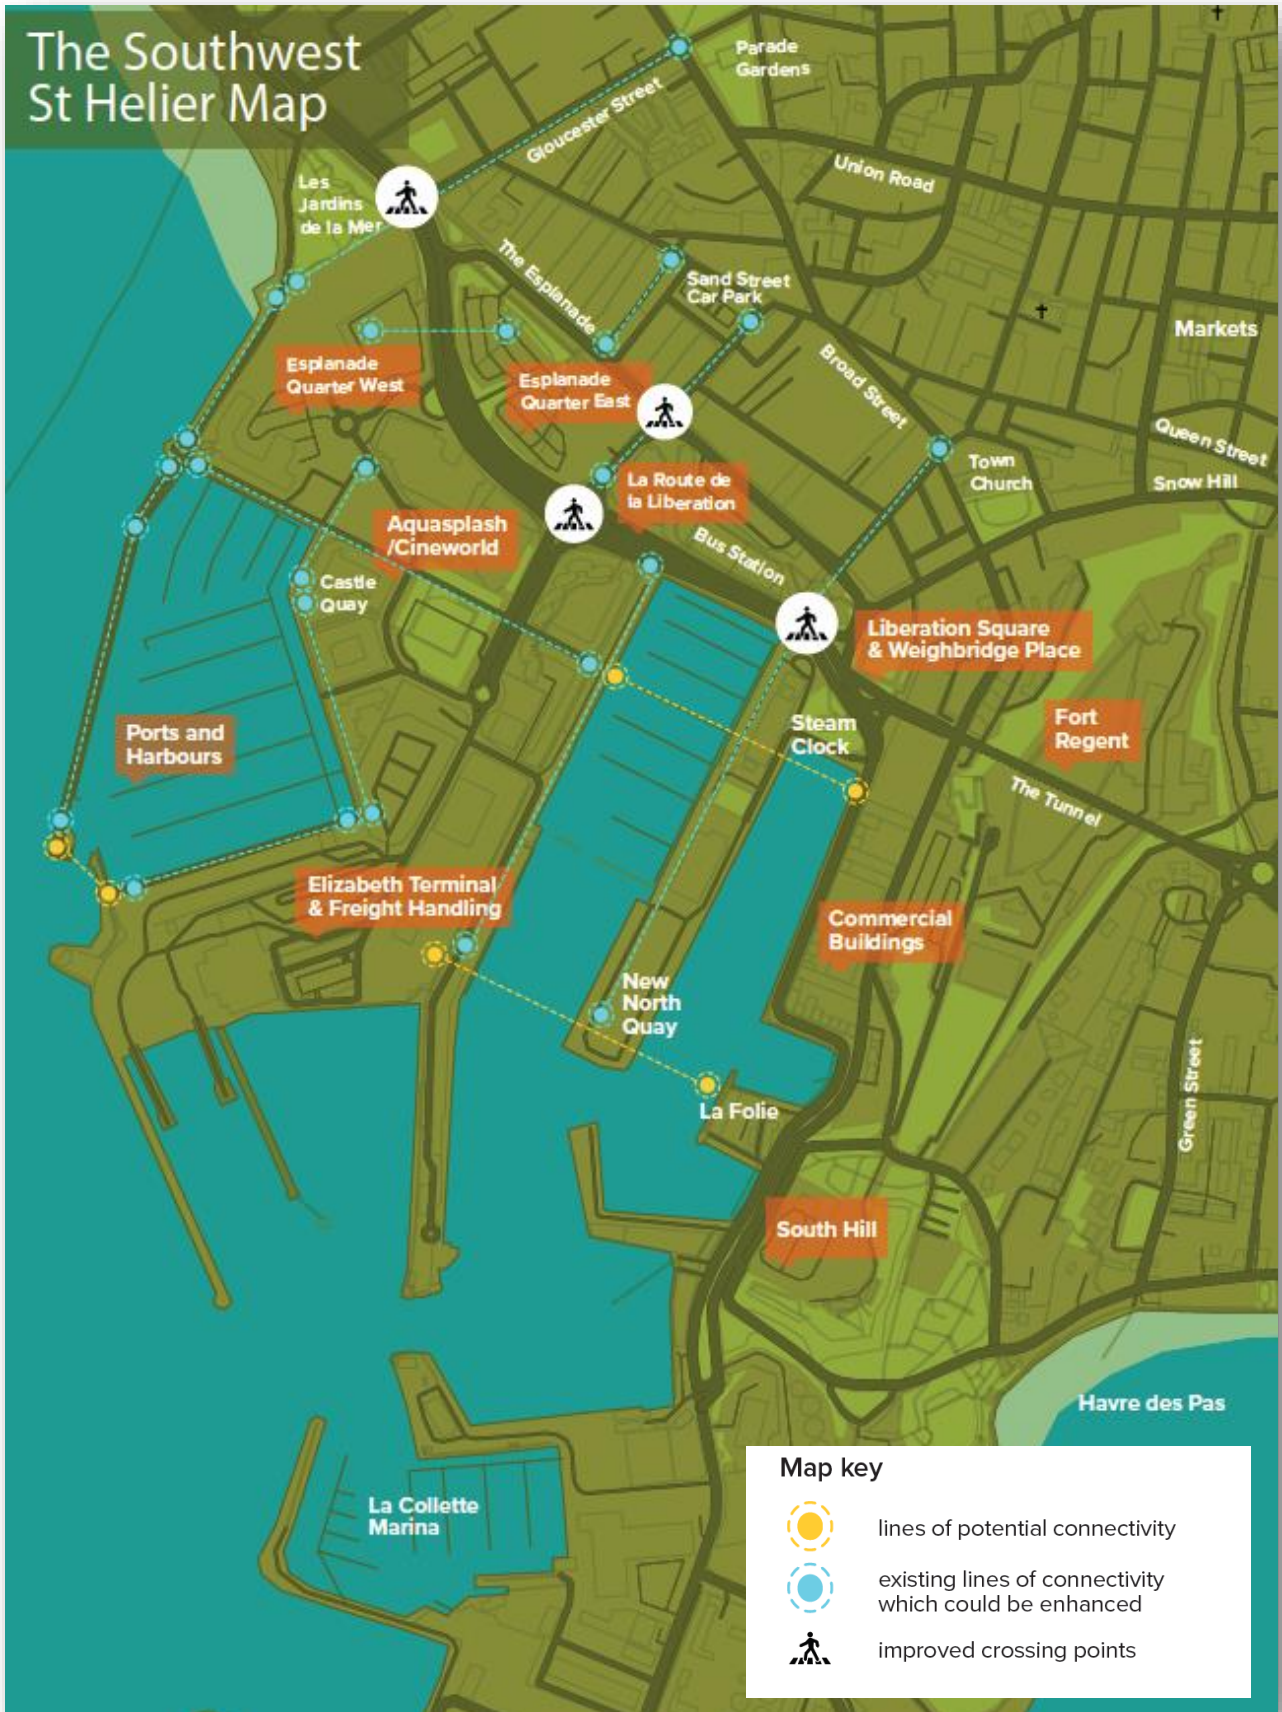 The Southwest
St Helier Map
Parade
Gardens
Gloucester Street
Union Road
Les
Jardins
de la Mer
The Esplanade
Sand Street
Car Park
Markets
Esplanade
Quarter West
Esplanade
Quarter East
Broad Street
Queen Street
Town
Church
Snow Hill
La Route de
la Liberation
Aquasplash
/Cineworld
Bus Station
Castle
Quay
Liberation Square
& Weighbridge Place
Ports and
Harbours
Steam
Clock
Fort
Regent
The Tunnel
Elizabeth Terminal
& Freight Handling
Commercial
Buildings
New
North
Quay
La Folie
Green Street
South Hill
Havre des Pas
La Collette
Marina
Map key
lines of potential connectivity
existing lines of connectivity
which could be enhanced
improved crossing points